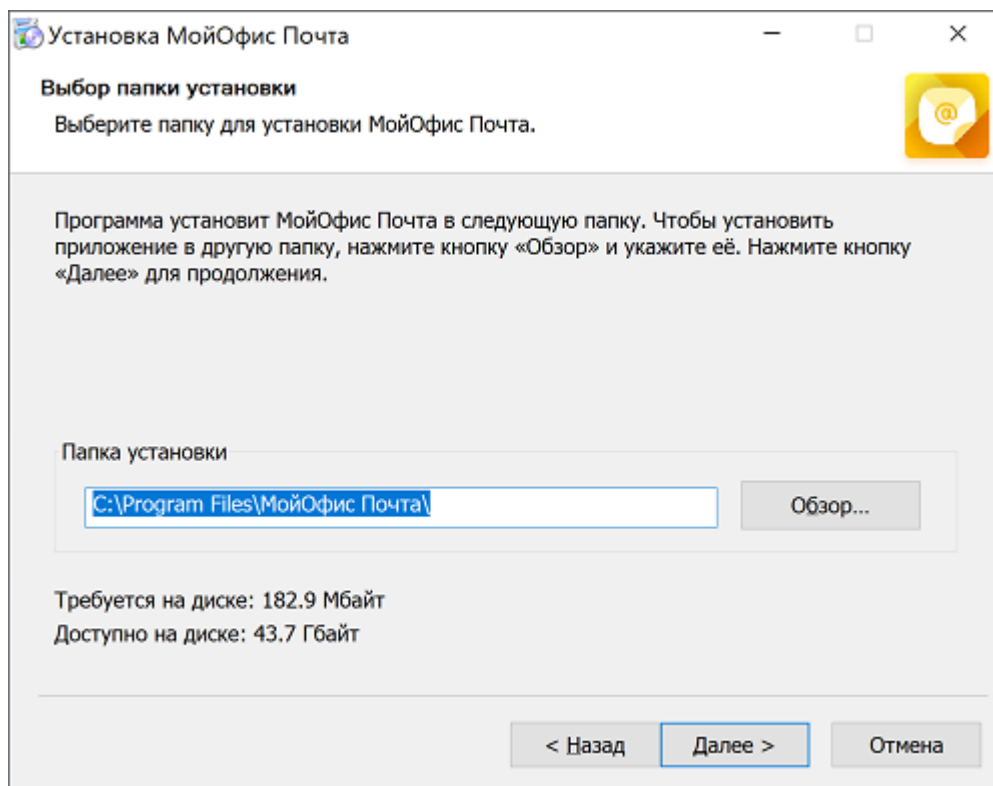 Установка МойОфис Почта
Выбор папки установки
Выберите папку для установки МойОфис Почта.
@
Программа установит МойОфис Почта в следующую папку. Чтобы установить
приложение в другую папку, нажмите кнопку «Обзор» и укажите её. Нажмите кнопку
«Далее» для продолжения.
Папка установки
C:\Program Files\МойОфис Почта\
Обзор...
Требуется на диске: 182.9 Мбайт
Доступно на диске: 43.7 Гбайт
< Назад
Далее >
Отмена